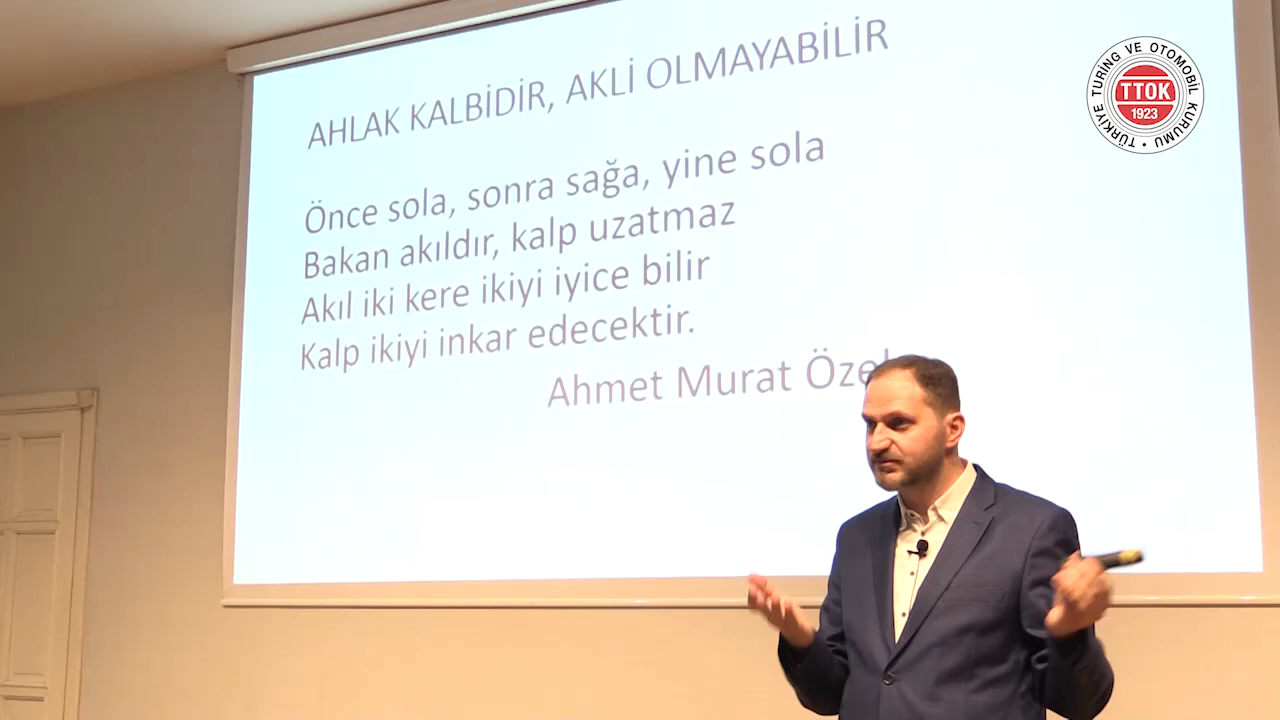 AHLAK KALBİDİR, AKLİ OLMAYABİLİR
Önce sola, sonra sağa, yine sola
Bakan akıldır, kalp uzatmaz
Akıl iki kere ikiyi iyice bilir
Kalp ikiyi inkar edecektir.
Ahmet Murat
TÜRKİYE TURİNG VE OTOMOBİL KURUMU
TTOK
1923